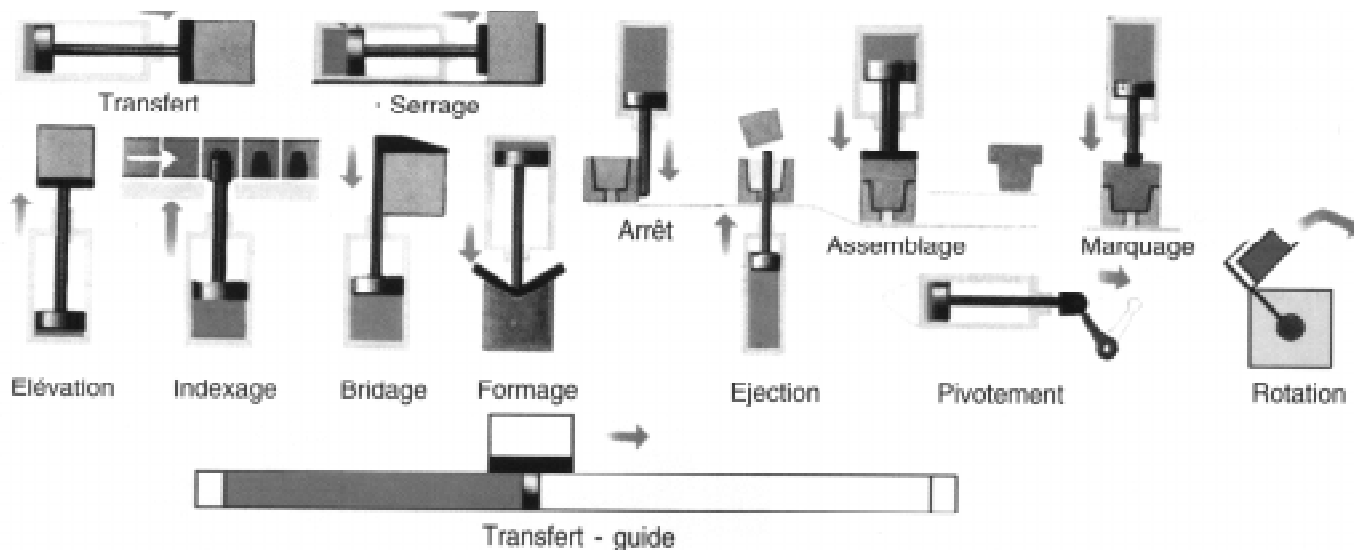 Transfert
Serrage
Arrêt
Assemblage
Marquage
Elévation
Indexage
Bridage
Formage
Ejection
Pivotement
Rotation
Transfert - guide